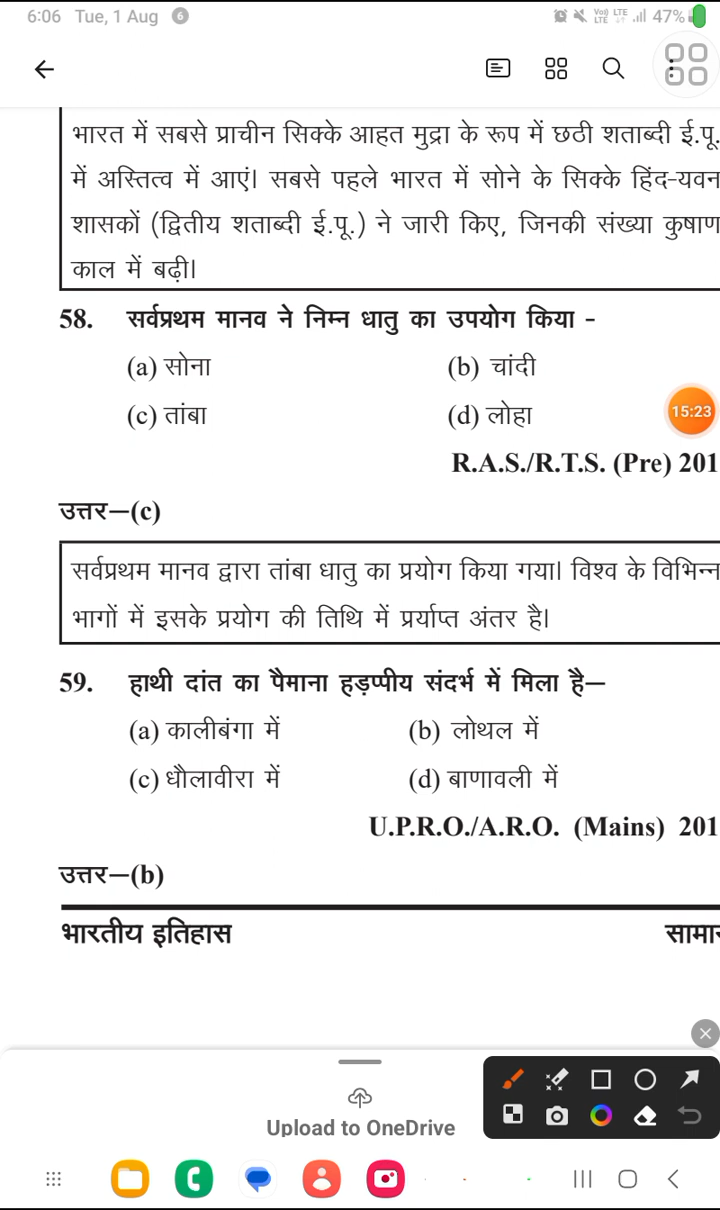 6:06 Tue, 1 Aug 6 Vo) LTE LTE 47%
भारत में सबसे प्राचीन सिक्के आहत मुद्रा के रूप में छठी शताब्दी ई.पू.
में अस्तित्व में आएं। सबसे पहले भारत में सोने के सिक्के हिंद-यवन
शासकों (द्वितीय शताब्दी ई.पू.) ने जारी किए, जिनकी संख्या कुषाण
काल में बढ़ी।
58. सर्वप्रथम मानव ने निम्न धातु का उपयोग किया -
(a) सोना (b) चांदी
(c) तांबा (d) लोहा
15:23
R.A.S./R.T.S. (Pre) 201
उत्तर—(c)
सर्वप्रथम मानव द्वारा तांबा धातु का प्रयोग किया गया। विश्व के विभिन्न
भागों में इसके प्रयोग की तिथि में प्रर्याप्त अंतर है।
59. हाथी दांत का पैमाना हड़प्पीय संदर्भ में मिला है—
(a) कालीबंगा में (b) लोथल में
(c) धौलावीरा में (d) बाणावली में
U.P.R.O./A.R.O. (Mains) 201
उत्तर—(b)
भारतीय इतिहास
Upload to OneDrive